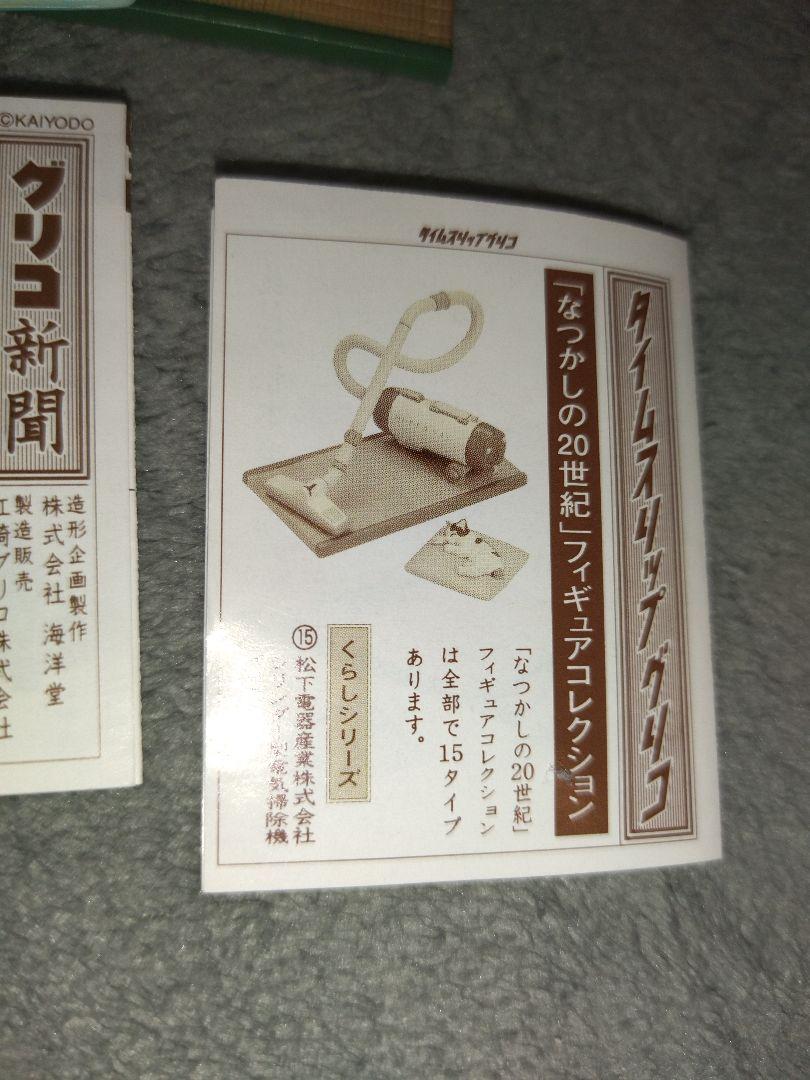 ©KAIYODO
グリコ新聞
造形企画製作
株式会社 海洋堂
製造販売
江崎グリコ株式会社
タイムスリップグリコ
タイムスリップグリコ
「なつかしの20世紀」フィギュアコレクション
「なつかしの20世紀」
フィギュアコレクション
は全部で15タイプ
あります。
くらしシリーズ
⑮松下電器産業株式会社
電気掃除機